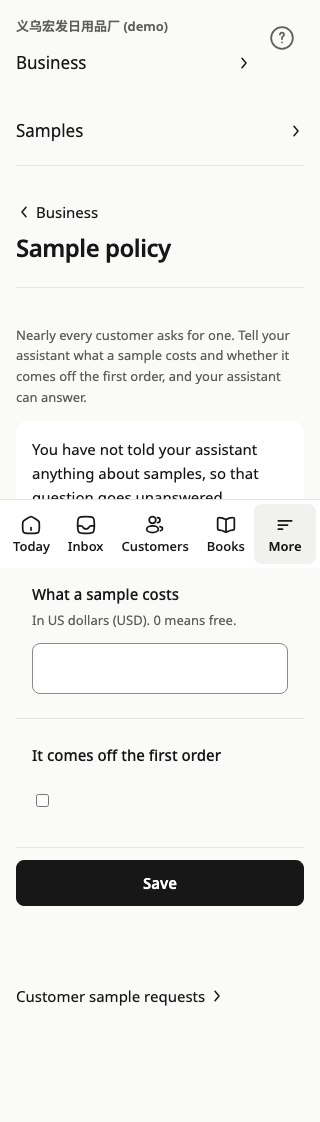 义乌宏发日用品厂 (demo)
Business
Samples
Business
Sample policy
Nearly every customer asks for one. Tell your
assistant what a sample costs and whether it
comes off the first order, and your assistant
can answer.
You have not told your assistant
anything about samples, so that
question goes unanswered
Today Inbox Customers Books More
What a sample costs
In US dollars (USD). 0 means free.
It comes off the first order
Save
Customer sample requests